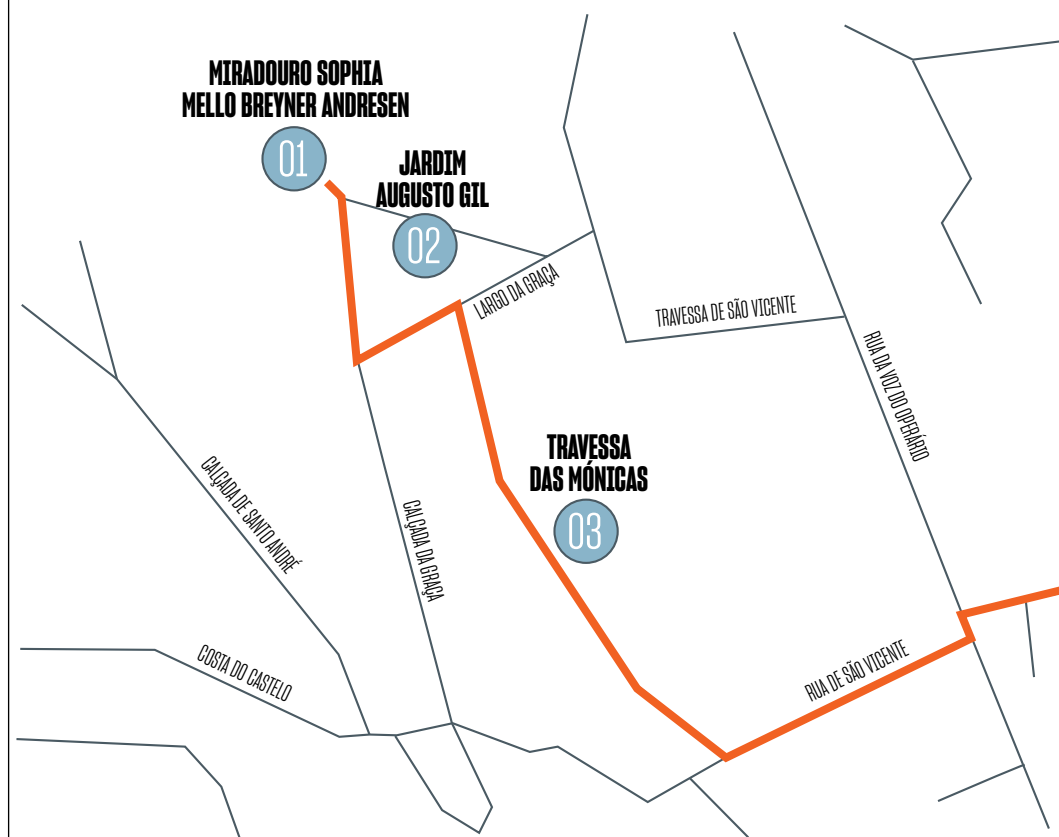 MIRADOURO SOPHIA
MELLO BREYNER ANDRESEN
01
JARDIM
AUGUSTO GIL
02
LARGO DA GRAÇA
TRAVESSA DE SÃO VICENTE
RUA DA VOZ DO OPERÁRIO
TRAVESSA
DAS MÓNICAS
03
CALÇADA DE SANTO ANDRÉ
CALÇADA DA GRAÇA
COSTA DO CASTELO
RUA DE SÃO VICENTE